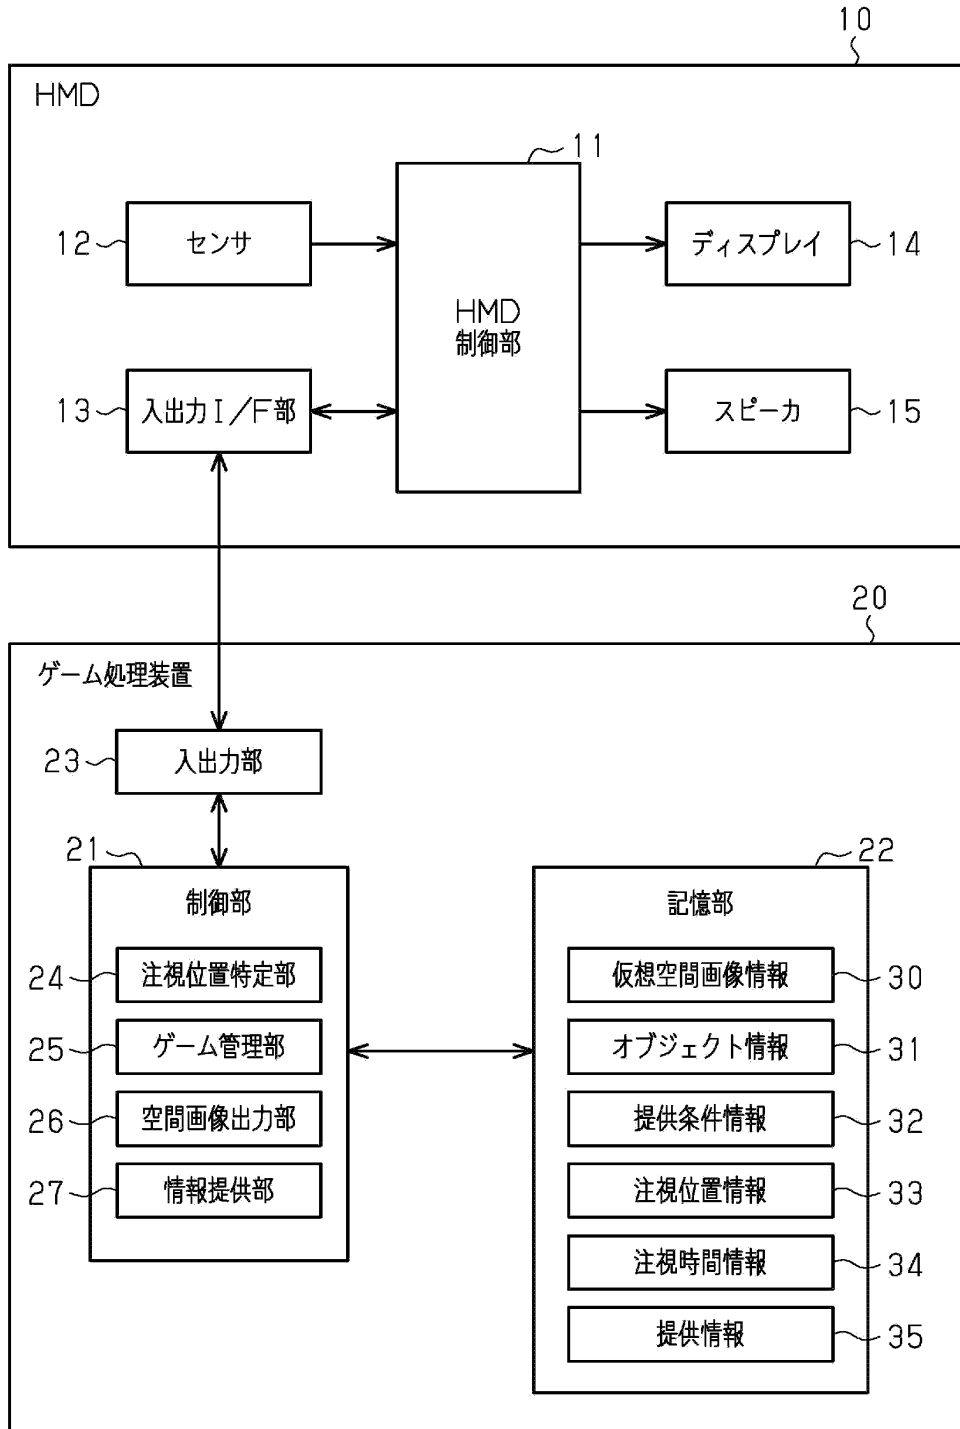 10
HMD
11
12
センサ
HMD
制御部
ディスプレイ
14
13
入出力I／F部
スピーカ
15
20
ゲーム処理装置
23
入出力部
21
22
制御部
記憶部
24
注視位置特定部
仮想空間画像情報
30
25
ゲーム管理部
オブジェクト情報
31
26
空間画像出力部
提供条件情報
32
27
情報提供部
注視位置情報
33
注視時間情報
34
提供情報
35